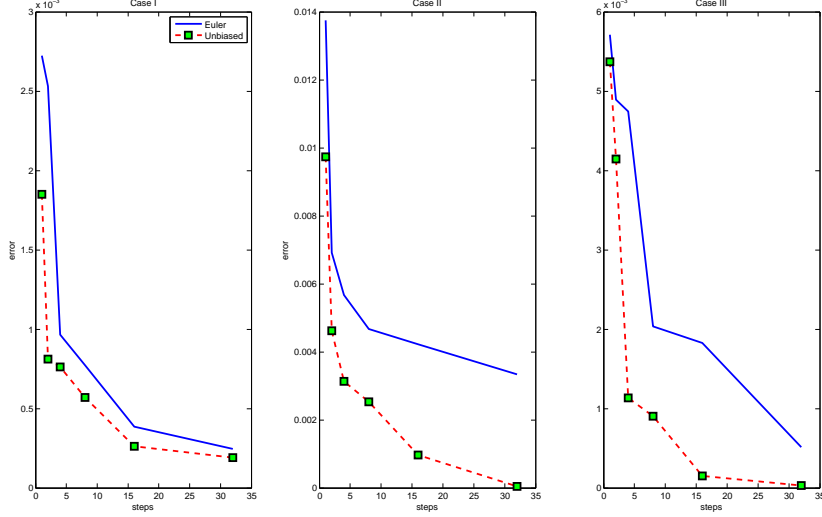 Case I
x 10⁻³
3
2.5
2
1.5
1
0.5
0
0 5 10 15 20 25 30 35
steps
error
Euler
Unbiased
Case II
0.014
0.012
0.01
0.008
0.006
0.004
0.002
0
0 5 10 15 20 25 30 35
steps
error
Case III
x 10⁻³
6
5
4
3
2
1
0
0 5 10 15 20 25 30 35
steps
error